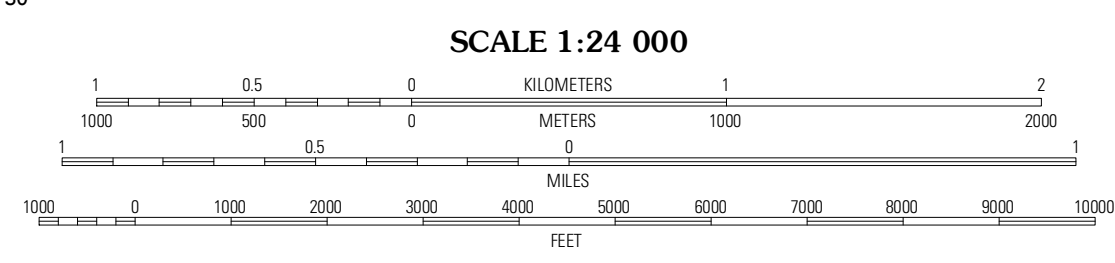 SCALE 1:24 000
1 0.5 0 KILOMETERS 1 2
1000 500 0 METERS 1000 2000
1 0.5 0 1
MILES
1000 0 1000 2000 3000 4000 5000 6000 7000 8000 9000 10000
FEET